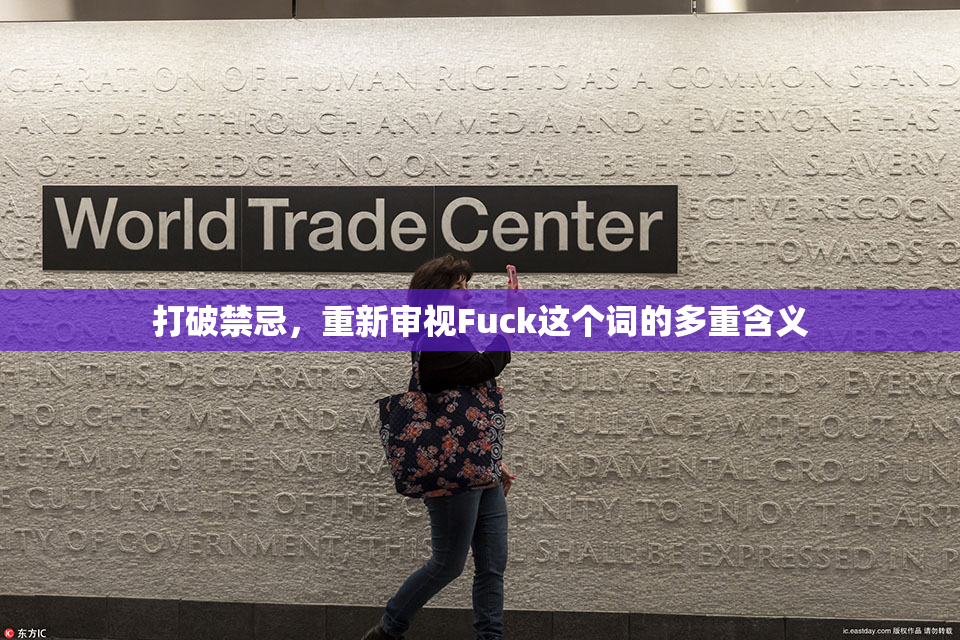 CLARATION OF HUMAN RIGHTS AS A COMMON STAND
AND IDEAS THROUGH ANY MEDIA AND EVERYONE HAS T
N OF THIS PLEDGE NO ONE SHALL BE HELD IN SLAVERY
ECTIVE RECOGN
World Trade Center
ACT TOWARDS O
打破禁忌，重新审视Fuck这个词的多重含义
IN THIS DECLARATION FULLY REALIZED EVERYO
THOUGHT MEN AND OF FULL AGE WITHO
E FAMILY IS THE NATURA FUNDAMENTAL GROUP
E CULTURAL LIFE OF THE UNITY, TO ENJOY THE ART
TY OF GOVERNMENT; THIS SHALL BE EXPRESSED IN P
东方IC
ic.eastday.com 版权作品 请勿转载